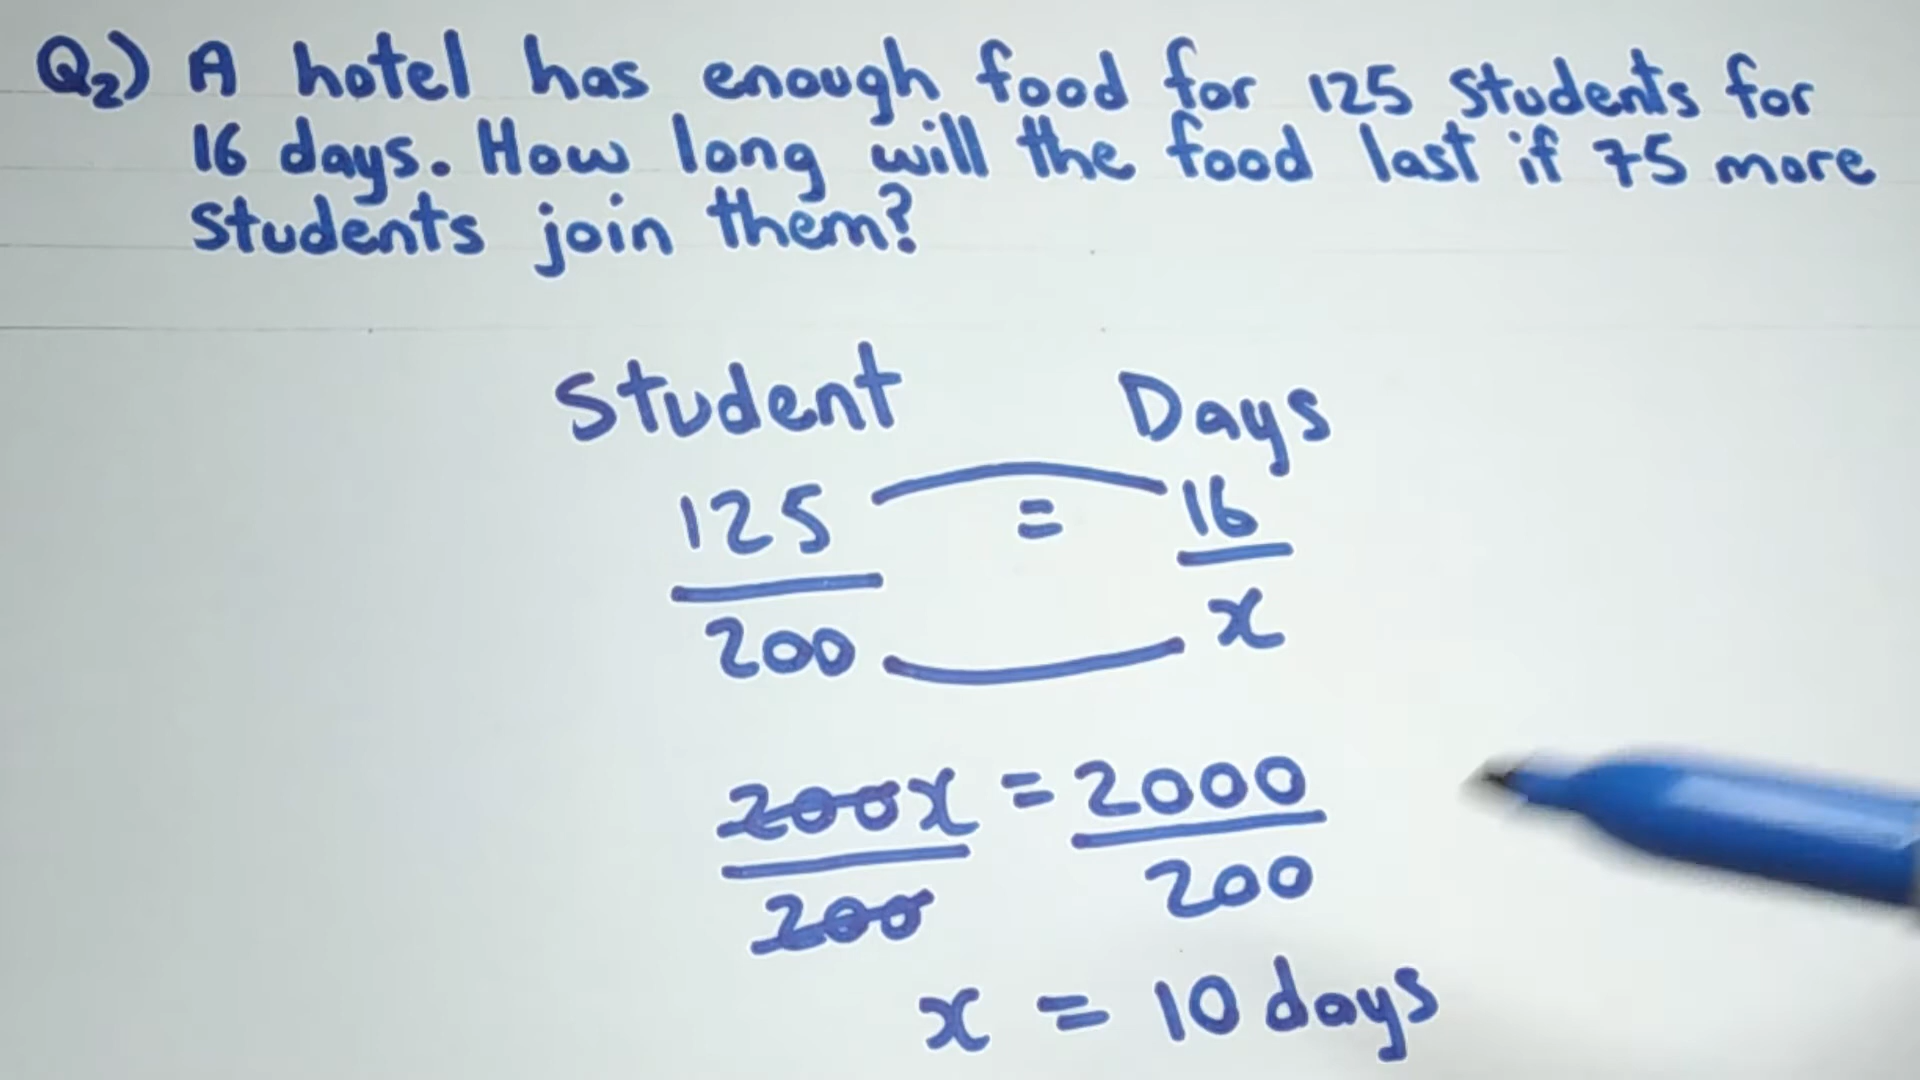 Q2) A hotel has enough food for 125 students for
16 days. How long will the food last if 75 more
students join them?
Student Days
125 = 16
200 x
200x = 2000
200 200
x = 10 days